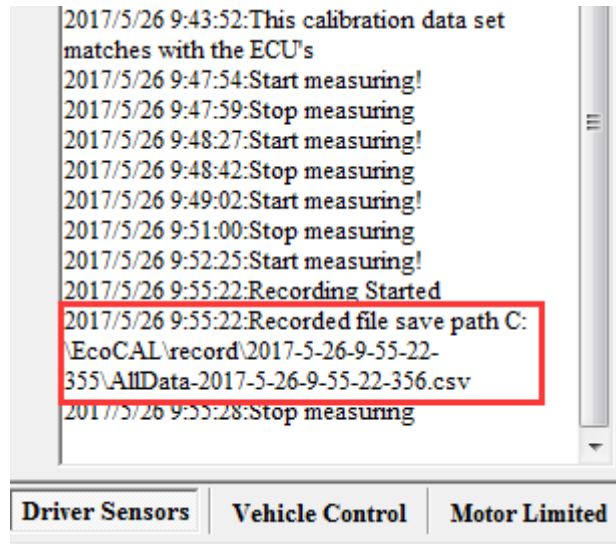 2017/5/26 9:43:52:This calibration data set
matches with the ECU's
2017/5/26 9:47:54:Start measuring!
2017/5/26 9:47:59:Stop measuring
2017/5/26 9:48:27:Start measuring!
2017/5/26 9:48:42:Stop measuring
2017/5/26 9:49:02:Start measuring!
2017/5/26 9:51:00:Stop measuring
2017/5/26 9:52:25:Start measuring!
2017/5/26 9:55:22:Recording Started
2017/5/26 9:55:22:Recorded file save path C:
\EcoCAL\record\2017-5-26-9-55-22-
355\AllData-2017-5-26-9-55-22-356.csv
2017/5/26 9:55:28:Stop measuring
Driver Sensors Vehicle Control Motor Limited